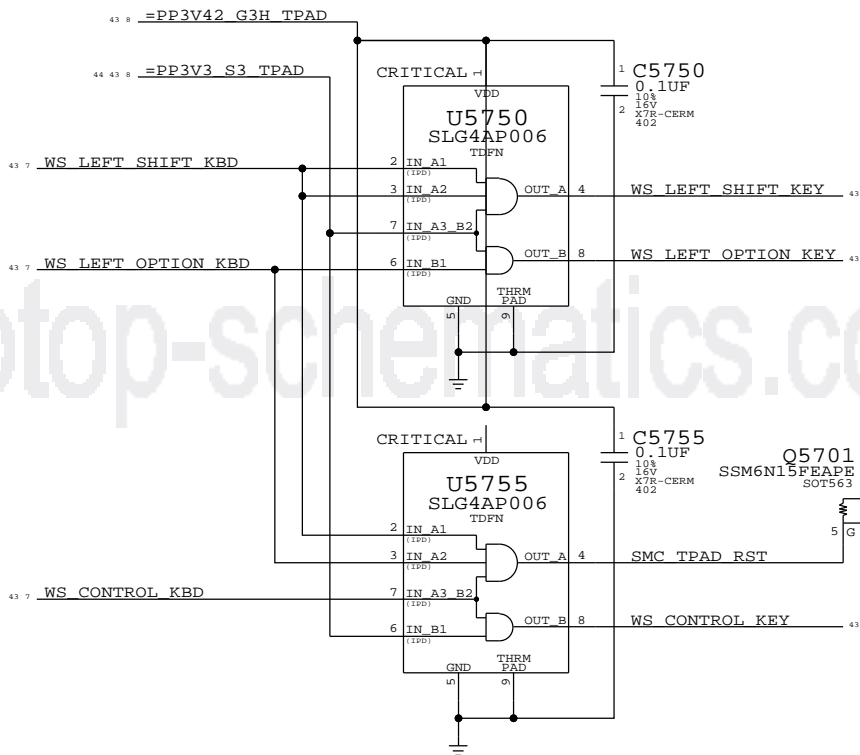 43 8 =PP3V42_G3H_TPAD
44 43 8 =PP3V3_S3_TPAD
CRITICAL 1
VDD
U5750
SLG4AP006
TDFN
1 C5750
0.1UF
10%
16V
2 X7R-CERM
402
43 7 WS_LEFT_SHIFT_KBD
2 IN_A1
(IPD)
3 IN_A2
(IPD)
OUT_A 4 WS_LEFT_SHIFT_KEY 43
7 IN_A3_B2
(IPD)
43 7 WS_LEFT_OPTION_KBD
6 IN_B1
(IPD)
OUT_B 8 WS_LEFT_OPTION_KEY 43
GND
THRM
PAD
5
9
ptop-schematics.co
CRITICAL 1
VDD
U5755
SLG4AP006
TDFN
1 C5755
0.1UF
10%
16V
2 X7R-CERM
402
Q5701
SSM6N15FEAPE
SOT563
5 G
2 IN_A1
(IPD)
3 IN_A2
(IPD)
OUT_A 4 SMC_TPAD_RST
43 7 WS_CONTROL_KBD
7 IN_A3_B2
(IPD)
6 IN_B1
(IPD)
OUT_B 8 WS_CONTROL_KEY 43
GND
THRM
PAD
5
9